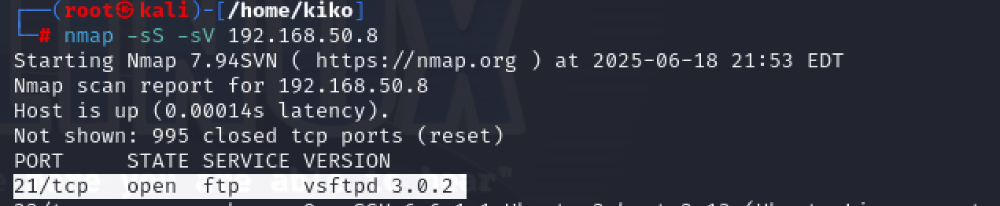 ┌──(root㉿kali)-[/home/kiko]
└─# nmap -sS -sV 192.168.50.8
Starting Nmap 7.94SVN ( https://nmap.org ) at 2025-06-18 21:53 EDT
Nmap scan report for 192.168.50.8
Host is up (0.00014s latency).
Not shown: 995 closed tcp ports (reset)
PORT     STATE SERVICE VERSION
21/tcp   open  ftp     vsftpd 3.0.2